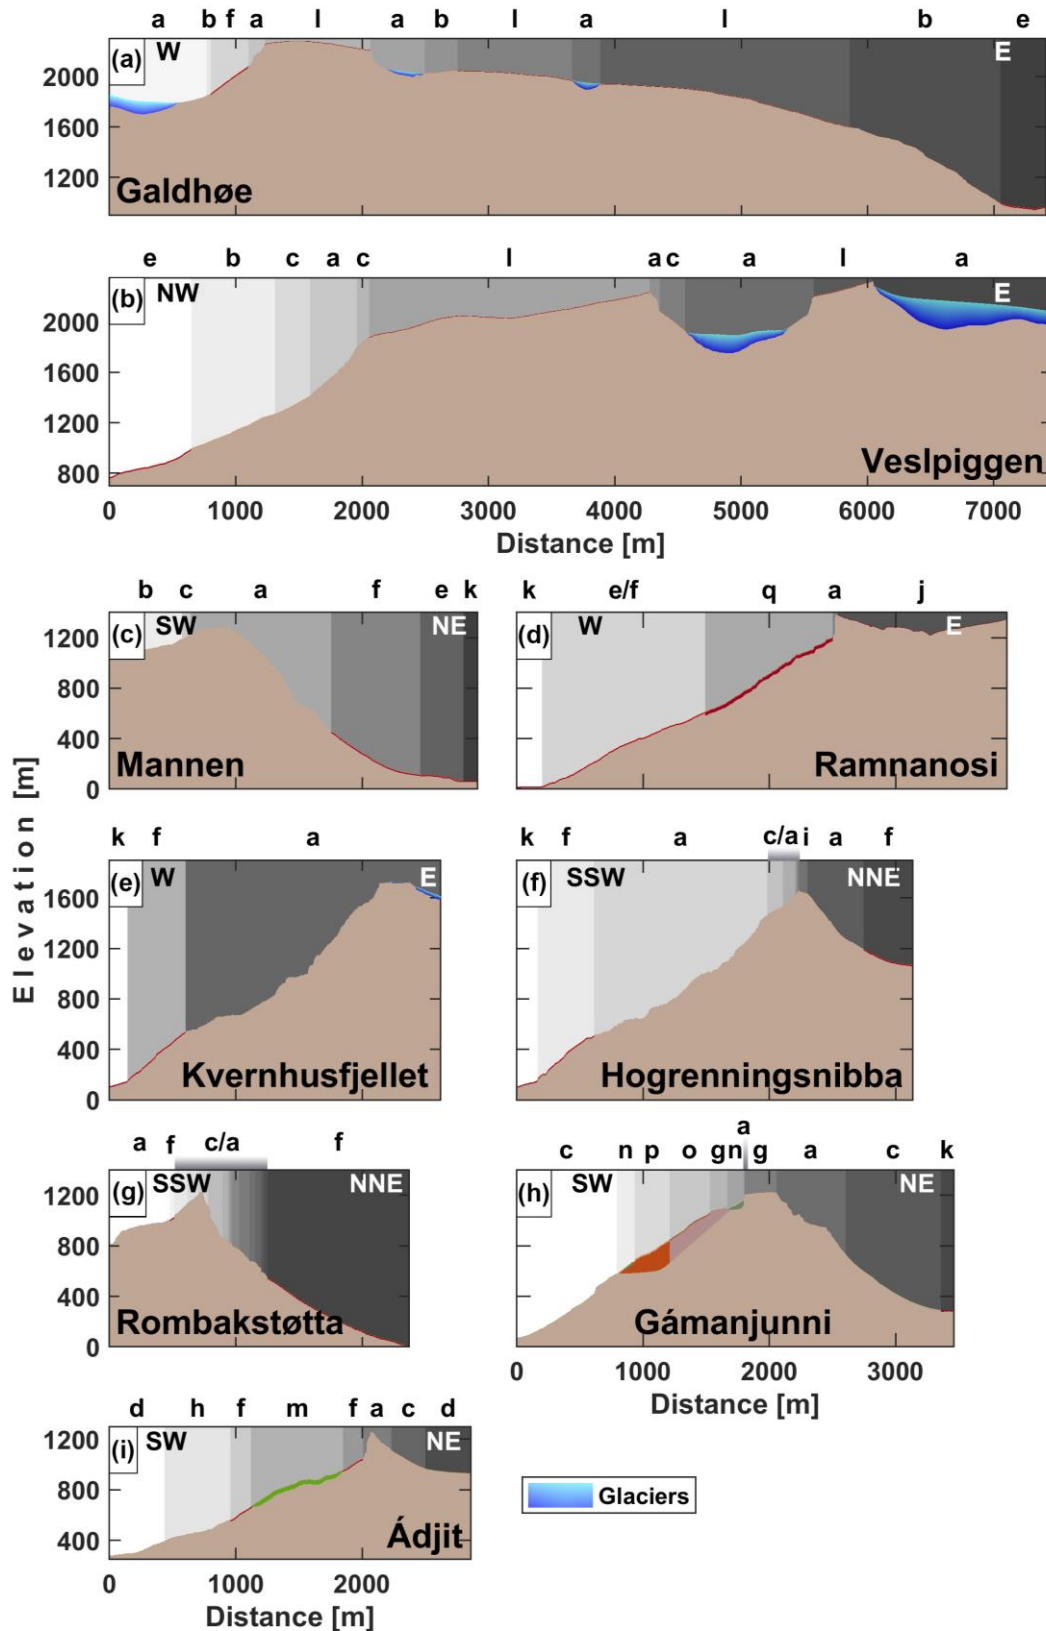 a b f a l a b l a l b e
(a) W E
2000
1600
1200
Galdhøe
e b c a c l a c a l a
(b) NW E
2000
1600
1200
800
Veslpiggen
0 1000 2000 3000 4000 5000 6000 7000
Distance [m]
Elevation [m]
b c a f e k
(c) SW NE
1200
800
400
0
Mannen
k e/f q a j
(d) W E
Ramnanosi
k f a
(e) W E
1600
1200
800
400
0
Kvernhusfjellet
k f a c/a i a f
(f) SSW NNE
Hogrenningsnibba
a f c/a f
(g) SSW NNE
1200
800
400
0
Rombakstøtta
a
c n p o g n g a c k
(h) SW NE
Gámanjunni
0 1000 2000 3000
Distance [m]
d h f m f a c d
(i) SW NE
1200
800
400
Ádjit
0 1000 2000
Distance [m]
Glaciers